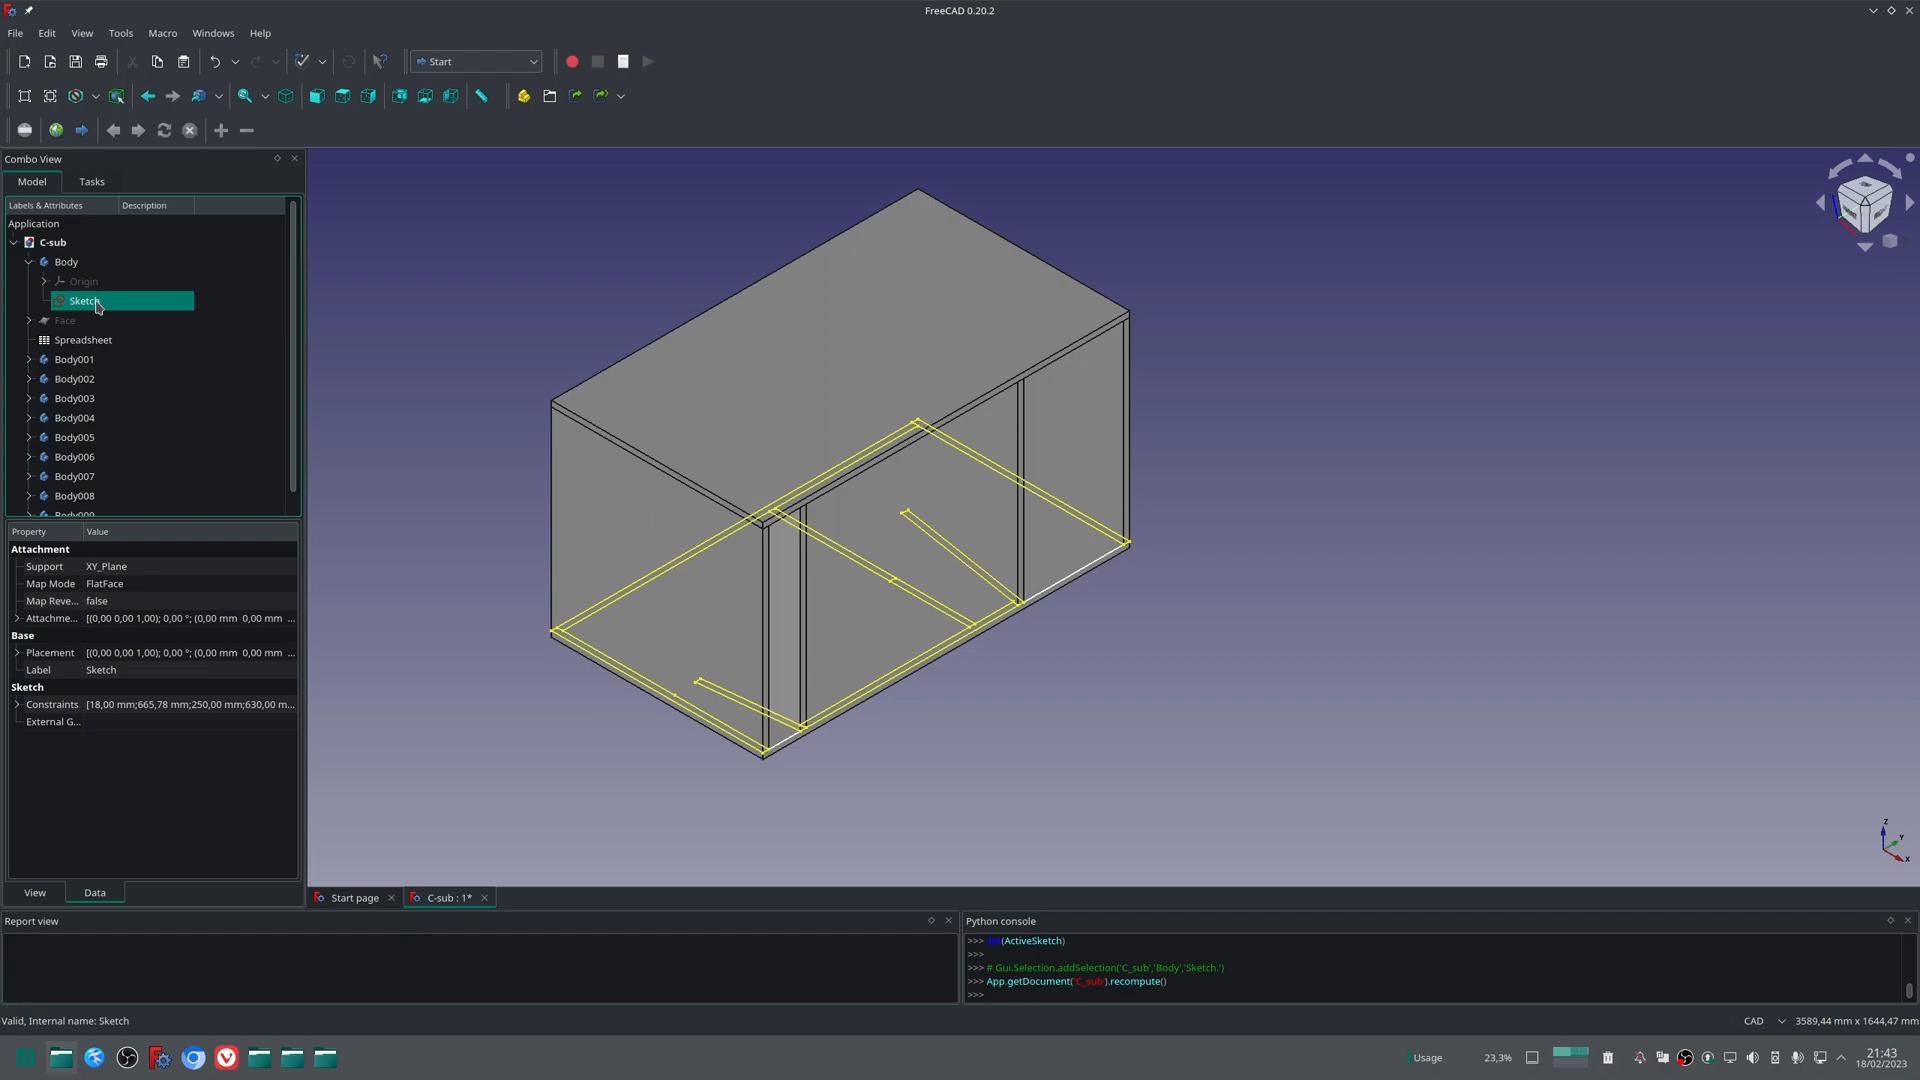 FreeCAD 0.20.2
File Edit View Tools Macro Windows Help
Start
Combo View
Model Tasks
Labels & Attributes Description
Application
C-sub
Body
Origin
Sketch
Face
Spreadsheet
Body001
Body002
Body003
Body004
Body005
Body006
Body007
Body008
Body009
Property Value
Attachment
Support XY_Plane
Map Mode FlatFace
Map Reve... false
Attachme... [(0,00 0,00 1,00); 0,00 °; (0,00 mm 0,00 mm ...
Base
Placement [(0,00 0,00 1,00); 0,00 °; (0,00 mm 0,00 mm ...
Label Sketch
Sketch
Constraints [18,00 mm;665,78 mm;250,00 mm;630,00 m...
External G...
View Data
Z
Y
X
Start page C-sub : 1*
Report view
Python console
>>> (ActiveSketch)
>>>
>>> # Gui.Selection.addSelection('C_sub','Body','Sketch.')
>>> App.getDocument('C_sub').recompute()
>>>
Valid, Internal name: Sketch
CAD 3589,44 mm x 1644,47 mm
Usage 23,3%
21:43
18/02/2023